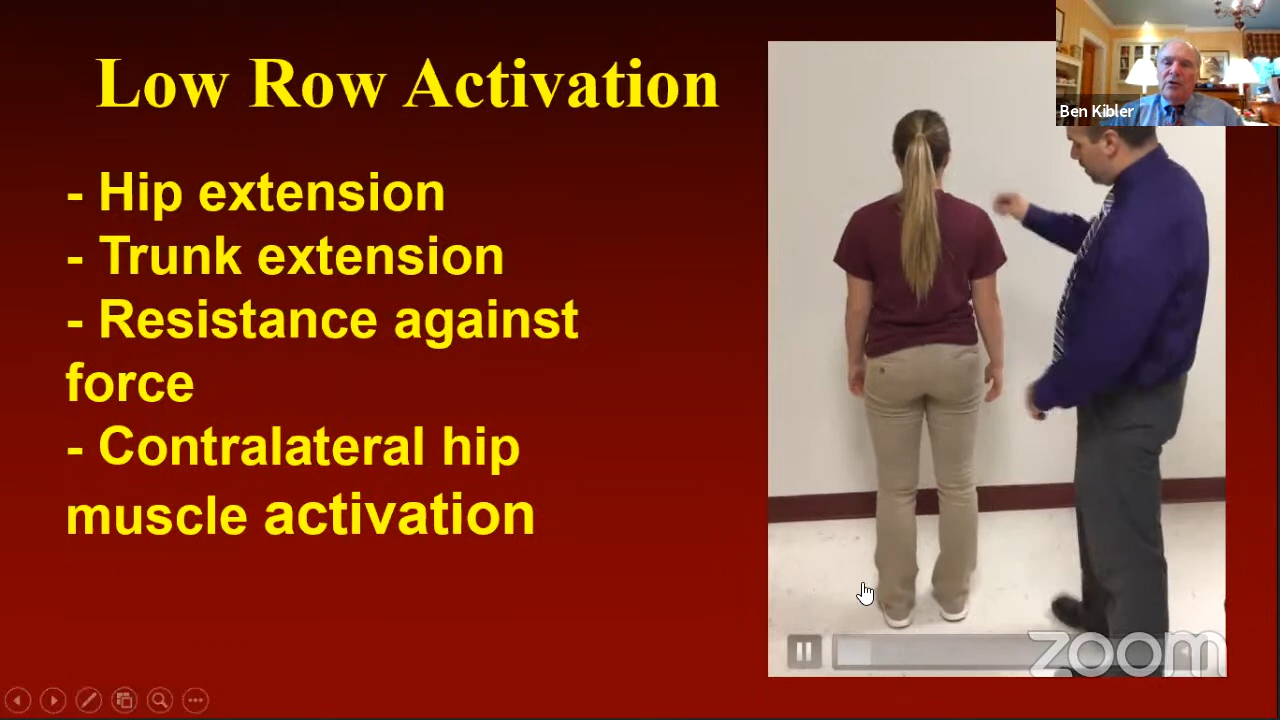 Low Row Activation
Ben Kibler
- Hip extension
- Trunk extension
- Resistance against
force
- Contralateral hip
muscle activation
zoom